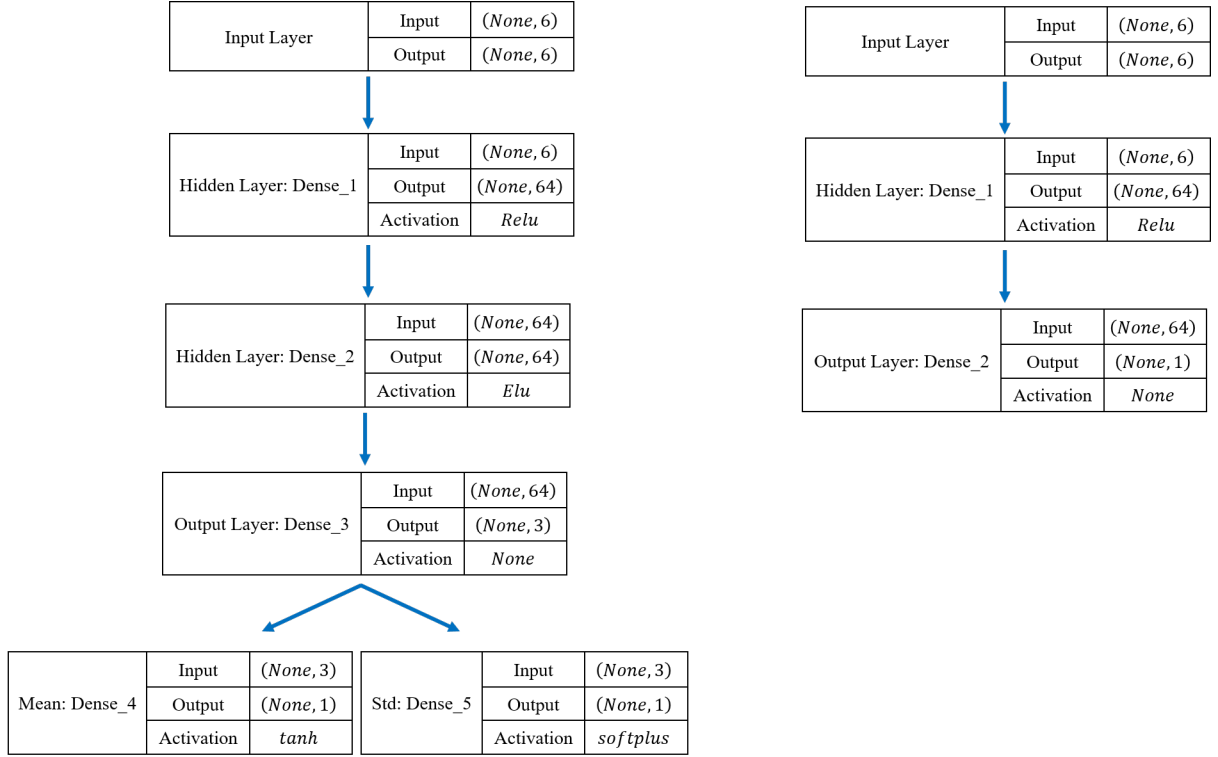 Input Layer
Input
(None, 6)
Output
(None, 6)
Hidden Layer: Dense_1
Input
(None, 6)
Output
(None, 64)
Activation
Relu
Hidden Layer: Dense_2
Input
(None, 64)
Output
(None, 64)
Activation
Elu
Output Layer: Dense_3
Input
(None, 64)
Output
(None, 3)
Activation
None
Mean: Dense_4
Input
(None, 3)
Output
(None, 1)
Activation
tanh
Std: Dense_5
Input
(None, 3)
Output
(None, 1)
Activation
softplus
Input Layer
Input
(None, 6)
Output
(None, 6)
Hidden Layer: Dense_1
Input
(None, 6)
Output
(None, 64)
Activation
Relu
Output Layer: Dense_2
Input
(None, 64)
Output
(None, 1)
Activation
None